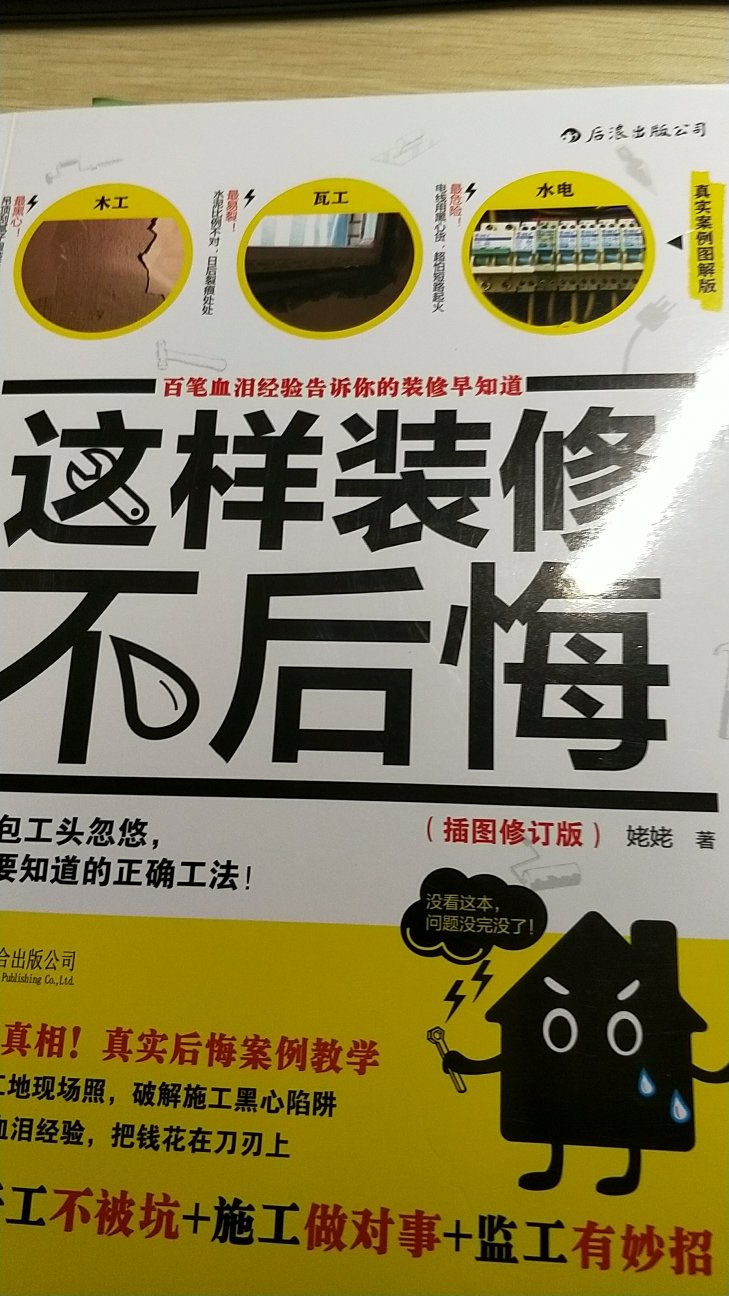 后浪出版公司
木工
瓦工
水电
最黑心!
最易裂!
水泥比例不对，日后裂痕处处
最危险!
电线用黑心货，超怕短路起火
真实案例图解版
百笔血泪经验告诉你的装修早知道
这样装修
不后悔
包工头忽悠，
要知道的正确工法!
(插图修订版) 姥姥 著
没看这本，
问题没完没了!
合出版公司
Publishing Co.,Ltd.
真相! 真实后悔案例教学
工地现场照，破解施工黑心陷阱
血泪经验，把钱花在刀刃上
工不被坑+施工做对事+监工有妙招